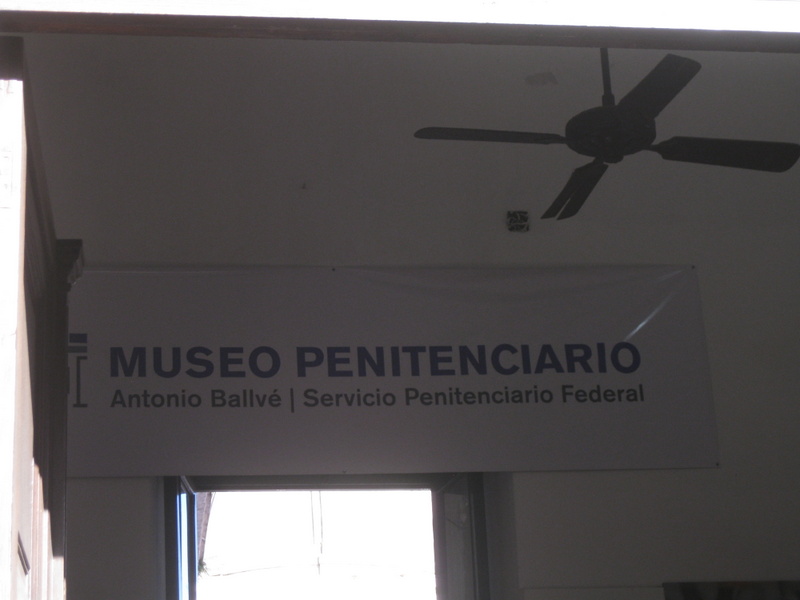 MUSEO PENITENCIARIO
Antonio Ballvé | Servicio Penitenciario Federal